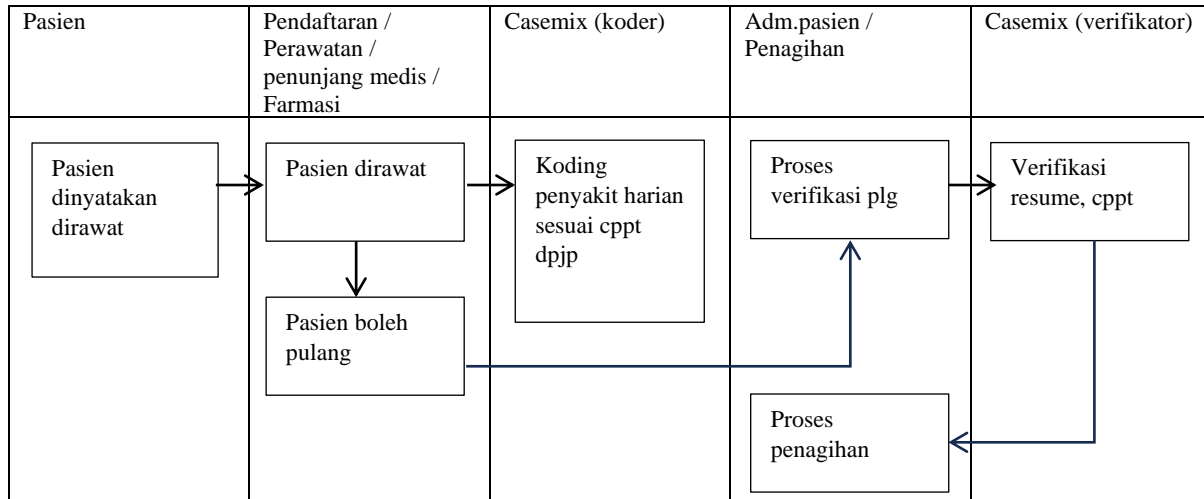 Pasien
Pendaftaran /
Perawatan /
penunjang medis /
Farmasi
Casemix (koder)
Adm.pasien /
Penagihan
Casemix (verifikator)
Pasien
dinyatakan
dirawat
Pasien dirawat
Koding
penyakit harian
sesuai cppt
dpjp
Proses
verifikasi plg
Verifikasi
resume, cppt
Pasien boleh
pulang
Proses
penagihan